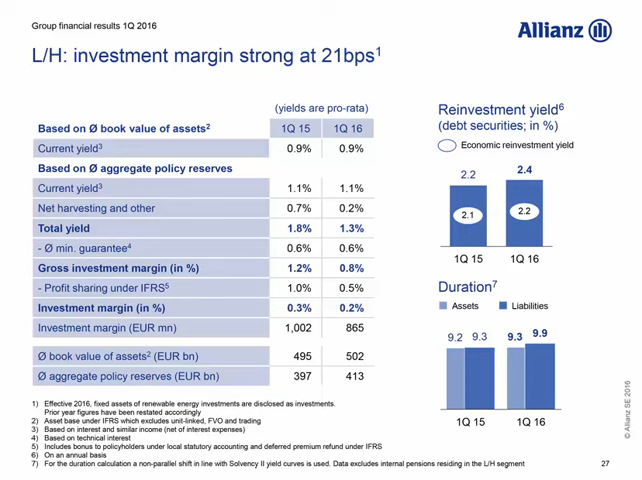 Group financial results 1Q 2016
Allianz
L/H: investment margin strong at 21bps1
(yields are pro-rata)
Based on Ø book value of assets2 1Q 15 1Q 16
Current yield3 0.9% 0.9%
Based on Ø aggregate policy reserves
Current yield3 1.1% 1.1%
Net harvesting and other 0.7% 0.2%
Total yield 1.8% 1.3%
- Ø min. guarantee4 0.6% 0.6%
Gross investment margin (in %) 1.2% 0.8%
- Profit sharing under IFRS5 1.0% 0.5%
Investment margin (in %) 0.3% 0.2%
Investment margin (EUR mn) 1,002 865
Ø book value of assets2 (EUR bn) 495 502
Ø aggregate policy reserves (EUR bn) 397 413
Reinvestment yield6
(debt securities; in %)
Economic reinvestment yield
2.2 2.4
2.1 2.2
1Q 15 1Q 16
Duration7
Assets Liabilities
9.2 9.3 9.3 9.9
1Q 15 1Q 16
1) Effective 2016, fixed assets of renewable energy investments are disclosed as investments.
Prior year figures have been restated accordingly
2) Asset base under IFRS which excludes unit-linked, FVO and trading
3) Based on interest and similar income (net of interest expenses)
4) Based on technical interest
5) Includes bonus to policyholders under local statutory accounting and deferred premium refund under IFRS
6) On an annual basis
7) For the duration calculation a non-parallel shift in line with Solvency II yield curves is used. Data excludes internal pensions residing in the L/H segment
© Allianz SE 2016
27